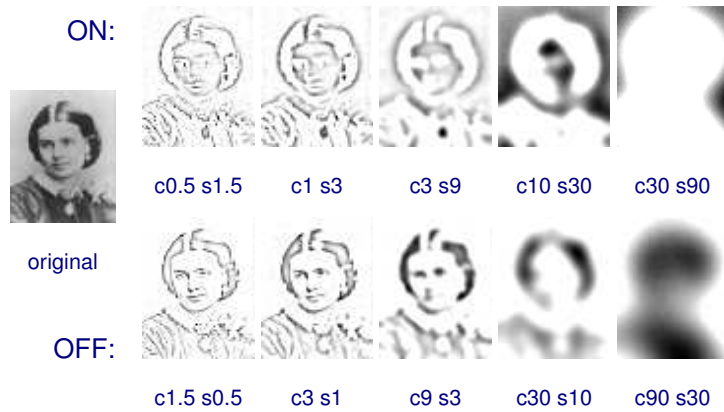 ON:
c0.5 s1.5 c1 s3 c3 s9 c10 s30 c30 s90
original
OFF:
c1.5 s0.5 c3 s1 c9 s3 c30 s10 c90 s30